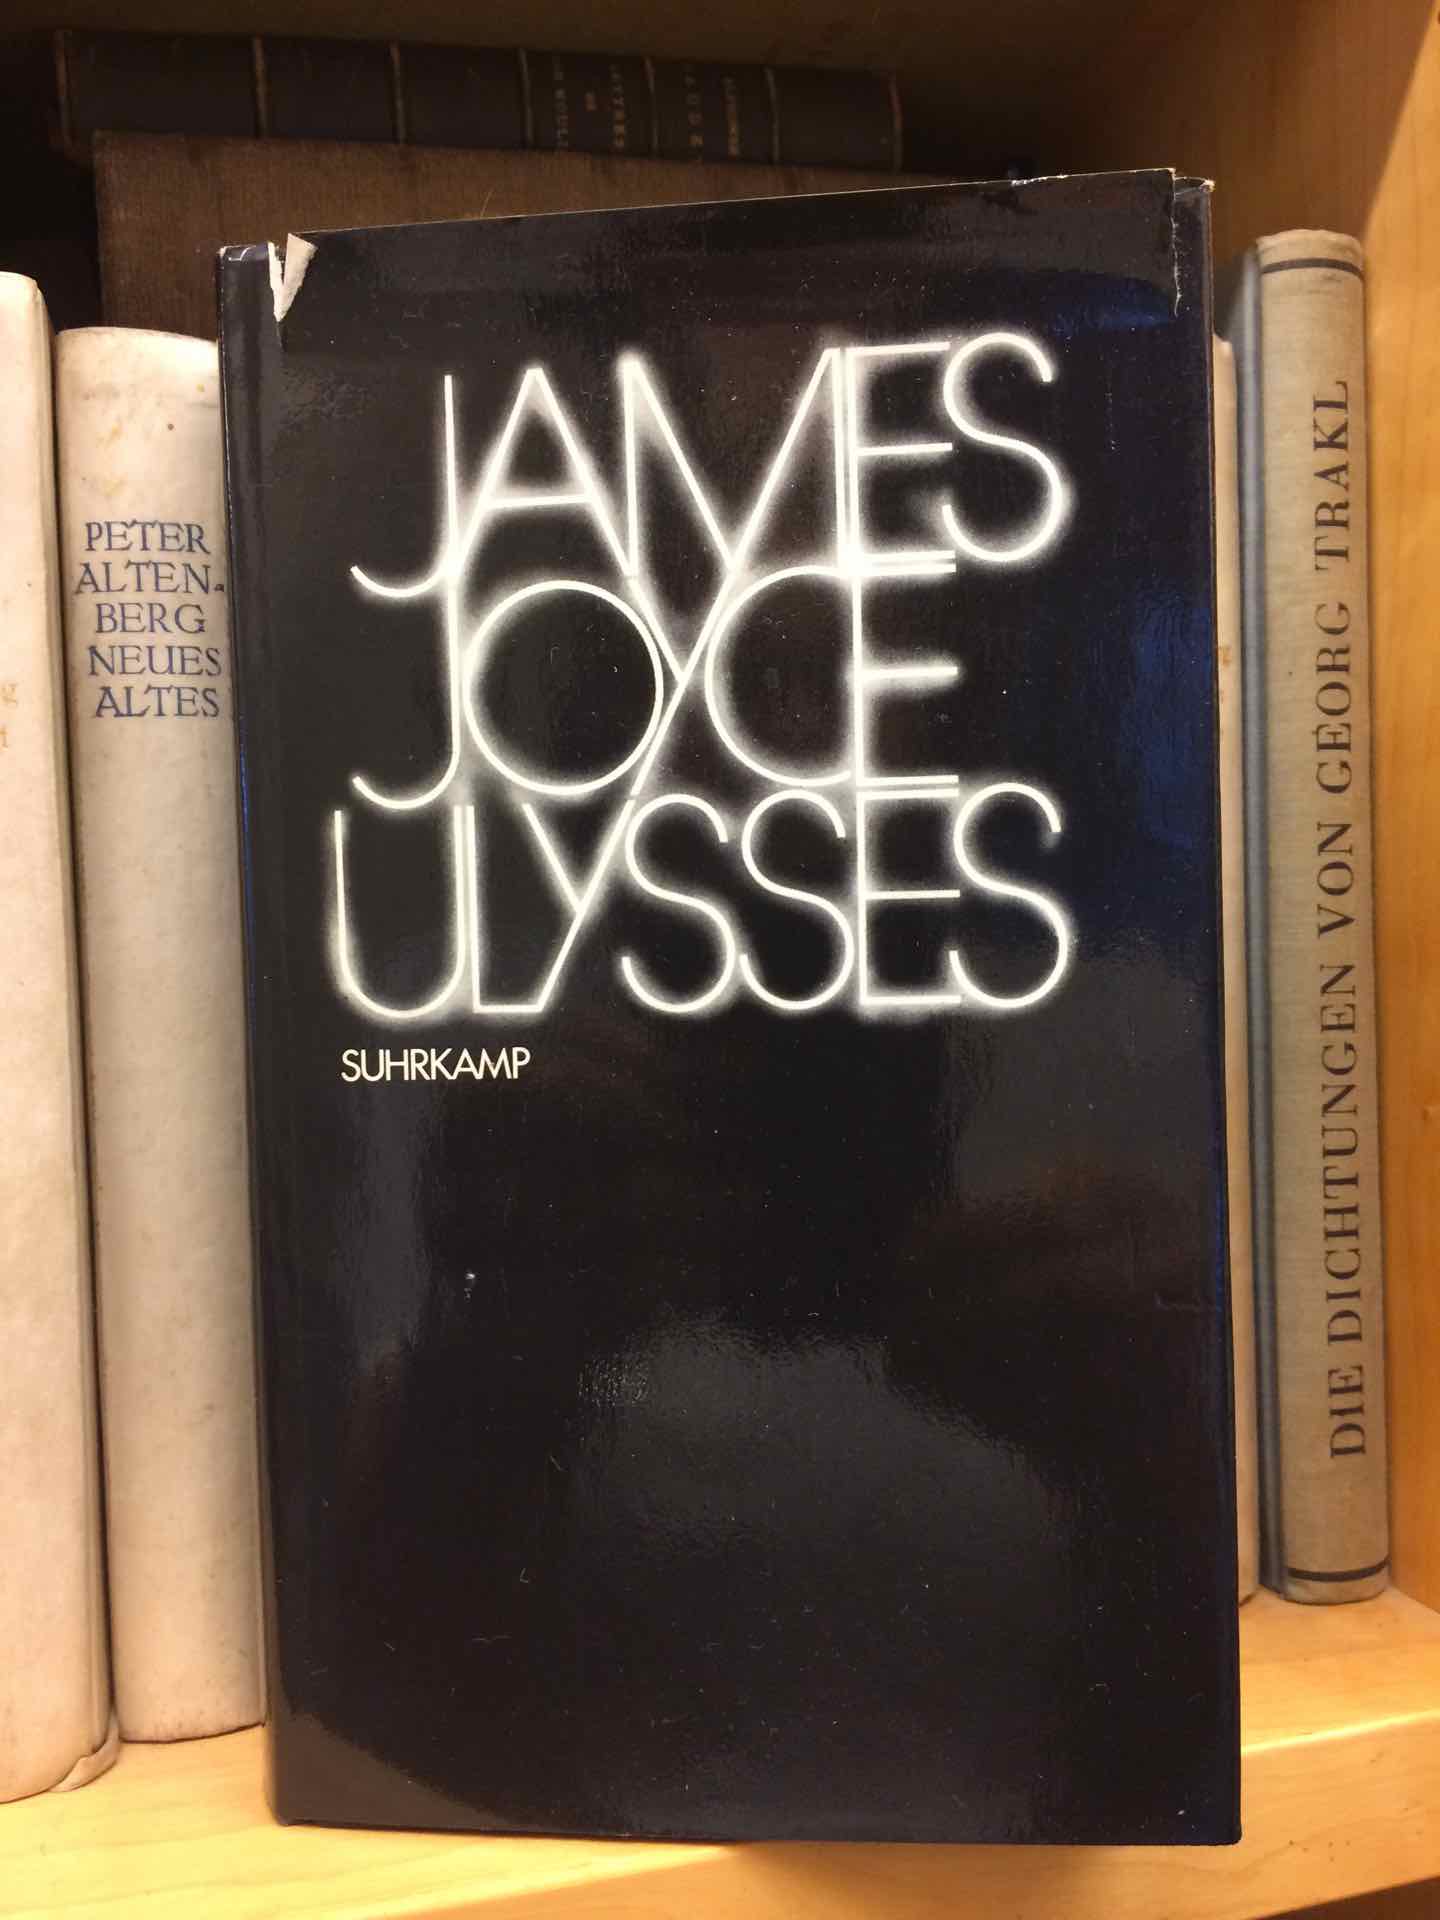 JAMES
JOYCE
ULYSSES
SUHRKAMP
PETER
ALTEN-
BERG
NEUES
ALTES
DIE DICHTUNGEN VON GEORG TRAKL